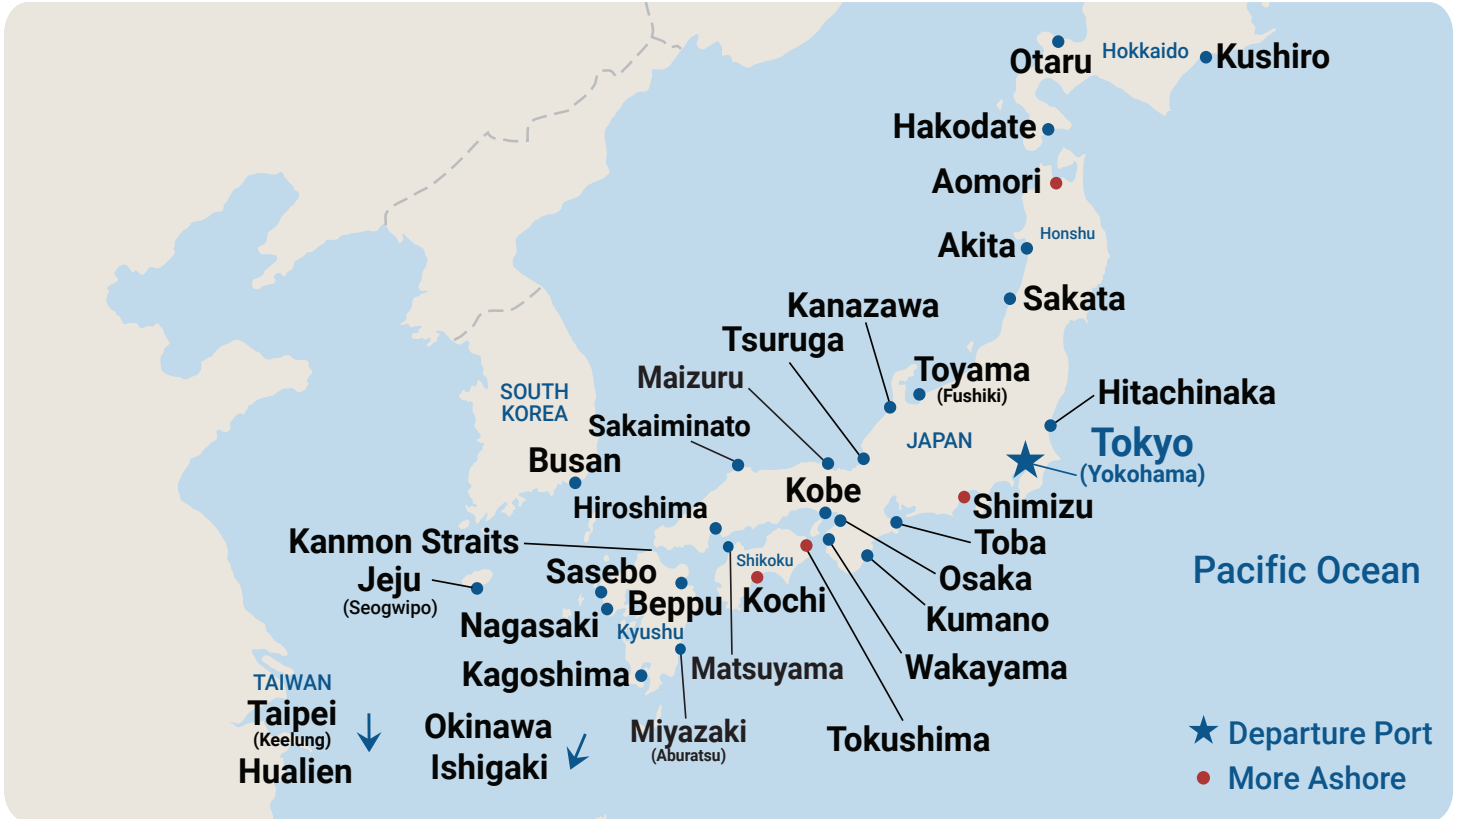 Otaru
Hokkaido
Kushiro
Hakodate
Aomori
Akita
Honshu
Sakata
Kanazawa
Tsuruga
Toyama
(Fushiki)
Maizuru
Hitachinaka
SOUTH
KOREA
Sakaiminato
JAPAN
Tokyo
(Yokohama)
Busan
Kobe
Hiroshima
Shimizu
Kanmon Straits
Toba
Jeju
(Seogwipo)
Sasebo
Shikoku
Osaka
Pacific Ocean
Beppu
Kochi
Nagasaki
Kyushu
Kumano
Kagoshima
Matsuyama
Wakayama
TAIWAN
Taipei
(Keelung)
Hualien
Okinawa
Ishigaki
Miyazaki
(Aburatsu)
Tokushima
Departure Port
More Ashore